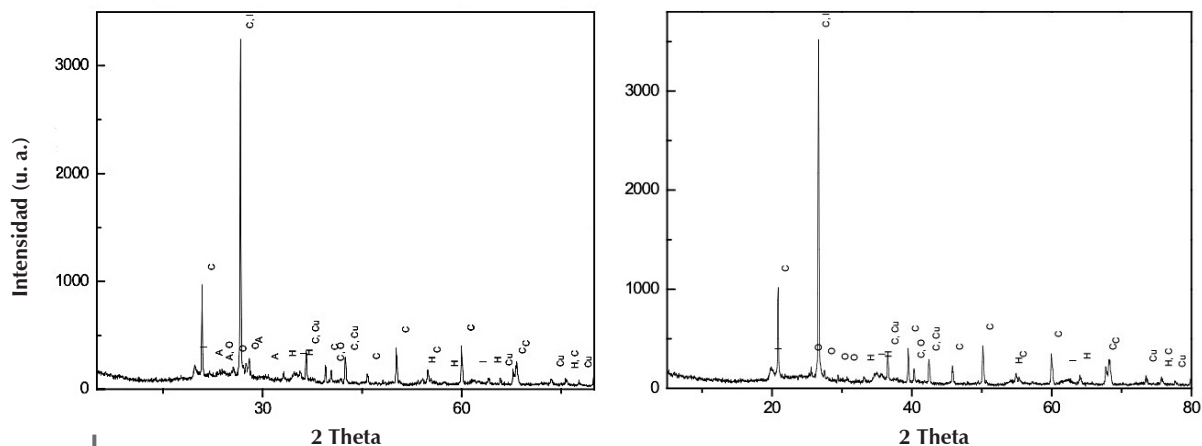 Intensidad (u. a.)
3000
2000
1000
0
30
60
2 Theta
C, I
C
I
A
A, O
O
O
A
A
H
I
H
C, Cu
C
C, O
C, Cu
C
C
H
C
H
C
I
H
Cu
C
C
Cu
H, C
Cu
3000
2000
1000
0
20
40
60
80
2 Theta
C, I
C
I
O
O
O
O
H
I
H
C, Cu
C
C, O
C, Cu
C
C
H
C
C
I
H
C
C
Cu
H, C
Cu